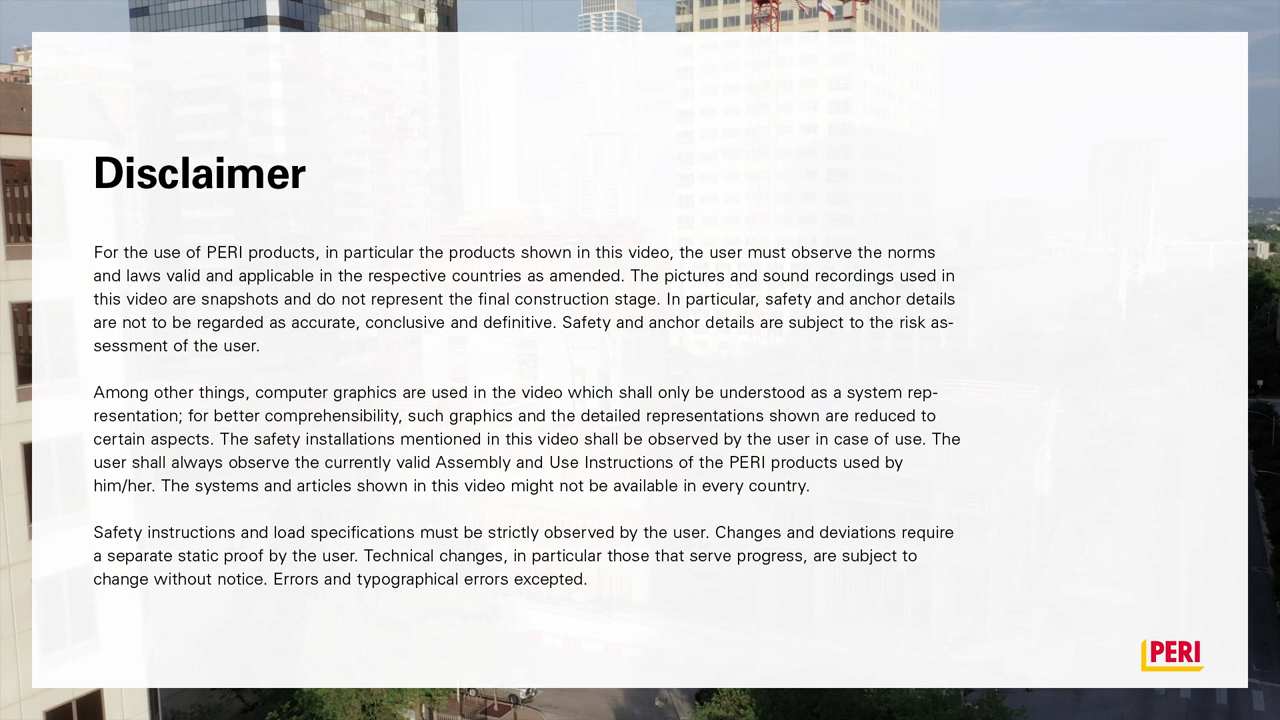 Disclaimer
For the use of PERI products, in particular the products shown in this video, the user must observe the norms
and laws valid and applicable in the respective countries as amended. The pictures and sound recordings used in
this video are snapshots and do not represent the final construction stage. In particular, safety and anchor details
are not to be regarded as accurate, conclusive and definitive. Safety and anchor details are subject to the risk as-
sessment of the user.
Among other things, computer graphics are used in the video which shall only be understood as a system rep-
resentation; for better comprehensibility, such graphics and the detailed representations shown are reduced to
certain aspects. The safety installations mentioned in this video shall be observed by the user in case of use. The
user shall always observe the currently valid Assembly and Use Instructions of the PERI products used by
him/her. The systems and articles shown in this video might not be available in every country.
Safety instructions and load specifications must be strictly observed by the user. Changes and deviations require
a separate static proof by the user. Technical changes, in particular those that serve progress, are subject to
change without notice. Errors and typographical errors excepted.
PERI